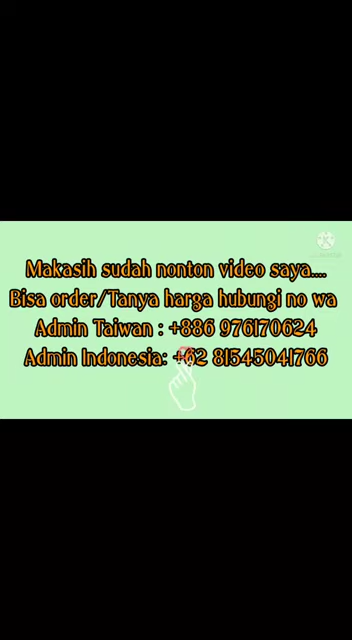 Makasih sudah nonton video saya....
Bisa order/Tanya harga hubungi no wa
Admin Taiwan : +886 976170624
Admin Indonesia: +62 81545041766